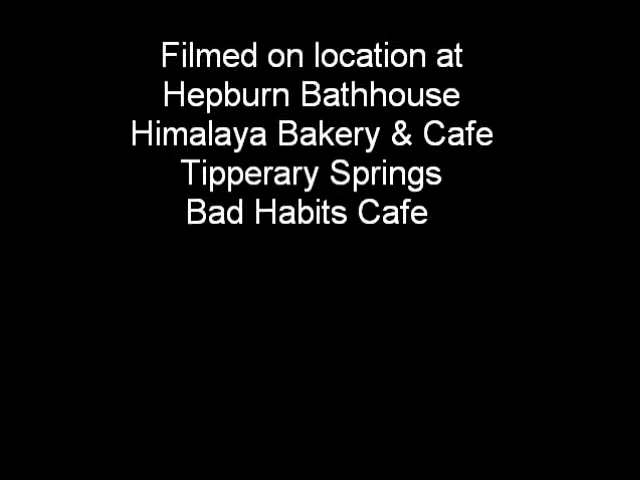 Filmed on location at
Hepburn Bathhouse
Himalaya Bakery & Cafe
Tipperary Springs
Bad Habits Cafe